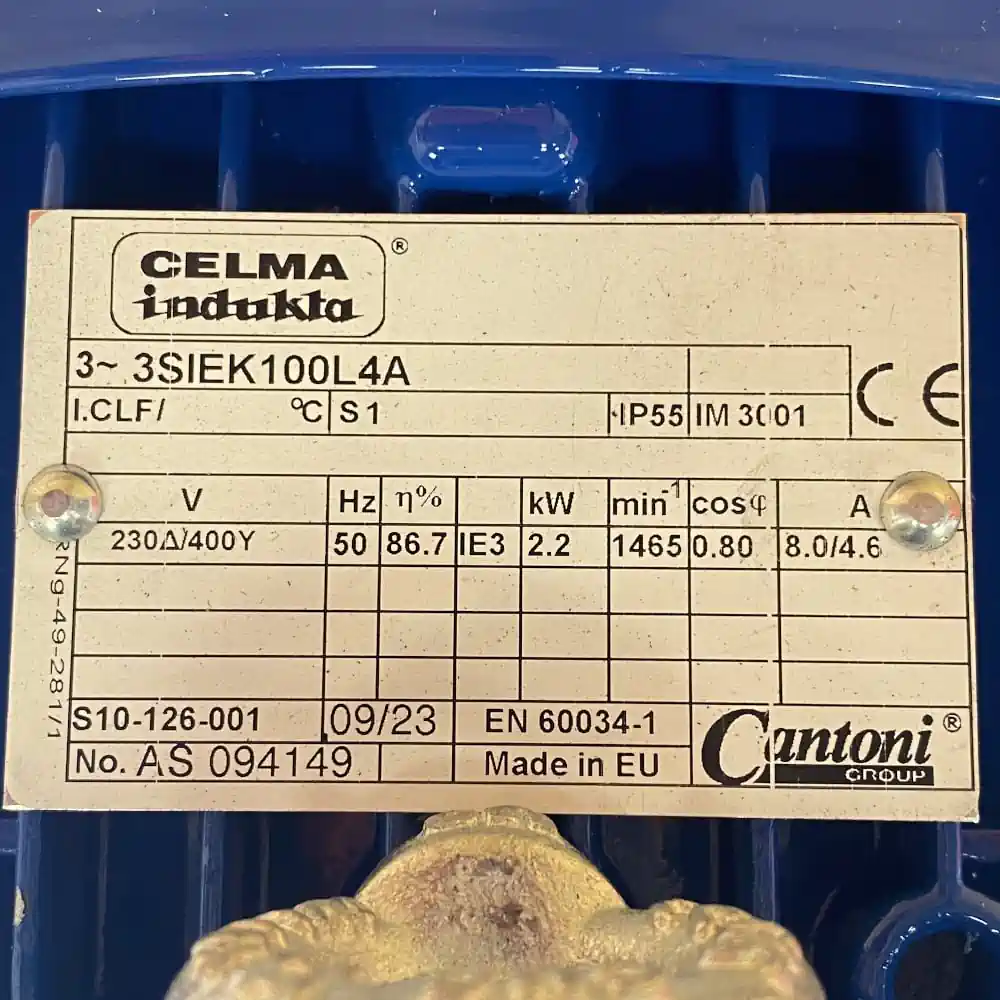 CELMA ®
indukta
3~ 3SIEK100L4A
I.CLF/ °C S1 IP55 IM 3001
CE
V Hz η% kW min⁻¹ cosφ A
230Δ/400Y 50 86.7 IE3 2.2 1465 0.80 8.0/4.6
RN9-49-281/1
S10-126-001 09/23 EN 60034-1
No. AS 094149 Made in EU
Cantoni ®
GROUP